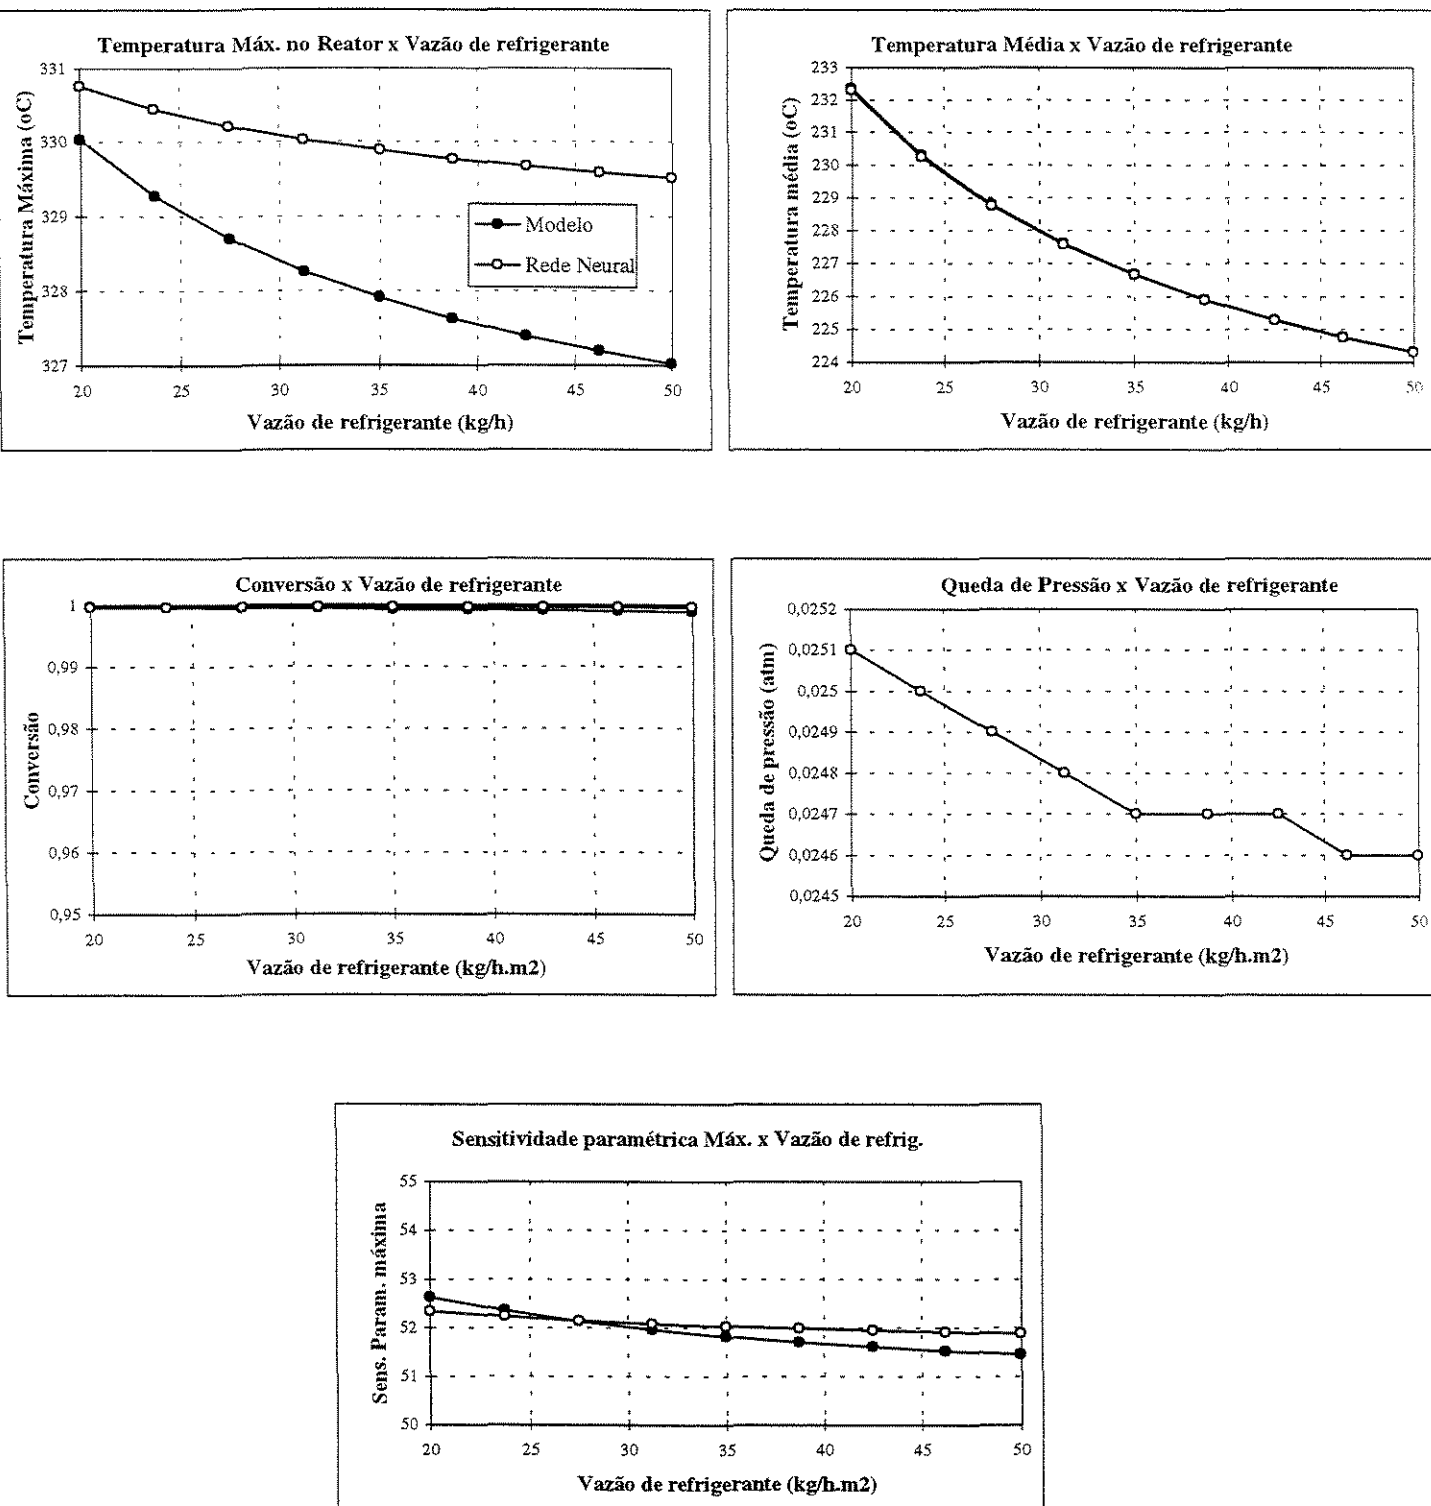 Temperatura Máx. no Reator x Vazão de refrigerante
331
330
329
328
327
Temperatura Máxima (oC)
Modelo
Rede Neural
20 25 30 35 40 45 50
Vazão de refrigerante (kg/h)
Temperatura Média x Vazão de refrigerante
233
232
231
230
229
228
227
226
225
224
Temperatura média (oC)
20 25 30 35 40 45 50
Vazão de refrigerante (kg/h)
Conversão x Vazão de refrigerante
1
0,99
0,98
0,97
0,96
0,95
Conversão
20 25 30 35 40 45 50
Vazão de refrigerante (kg/h.m2)
Queda de Pressão x Vazão de refrigerante
0,0252
0,0251
0,025
0,0249
0,0248
0,0247
0,0246
0,0245
Queda de pressão (atm)
20 25 30 35 40 45 50
Vazão de refrigerante (kg/h.m2)
Sensitividade paramétrica Máx. x Vazão de refrig.
55
54
53
52
51
50
Sens. Param. máxima
20 25 30 35 40 45 50
Vazão de refrigerante (kg/h.m2)